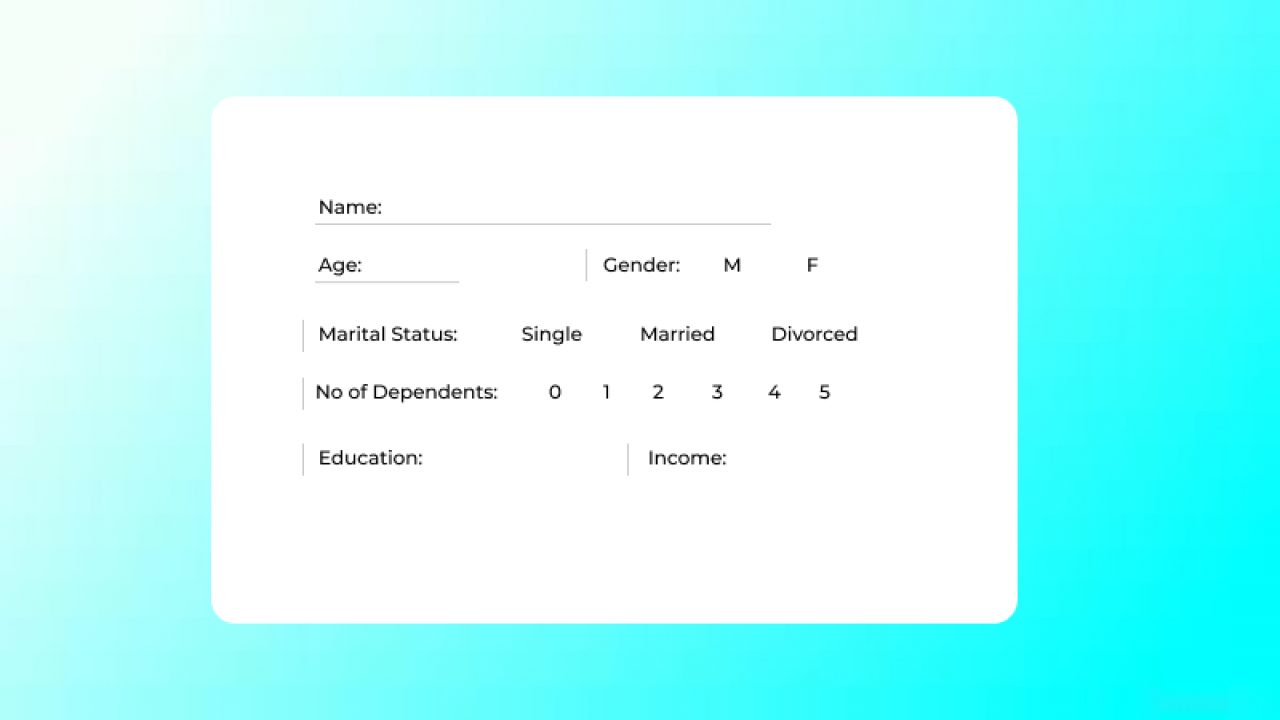 Name:
Age: Gender: M F
Marital Status: Single Married Divorced
No of Dependents: 0 1 2 3 4 5
Education: Income: